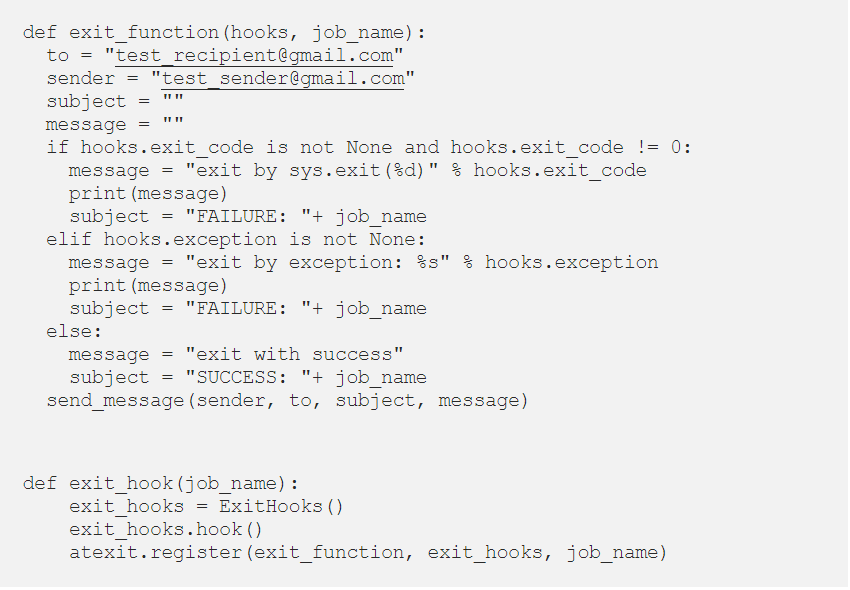 def exit_function(hooks, job_name):
  to = "test_recipient@gmail.com"
  sender = "test_sender@gmail.com"
  subject = ""
  message = ""
  if hooks.exit_code is not None and hooks.exit_code != 0:
    message = "exit by sys.exit(%d)" % hooks.exit_code
    print(message)
    subject = "FAILURE: "+ job_name
  elif hooks.exception is not None:
    message = "exit by exception: %s" % hooks.exception
    print(message)
    subject = "FAILURE: "+ job_name
  else:
    message = "exit with success"
    subject = "SUCCESS: "+ job_name
  send_message(sender, to, subject, message)
def exit_hook(job_name):
    exit_hooks = ExitHooks()
    exit_hooks.hook()
    atexit.register(exit_function, exit_hooks, job_name)